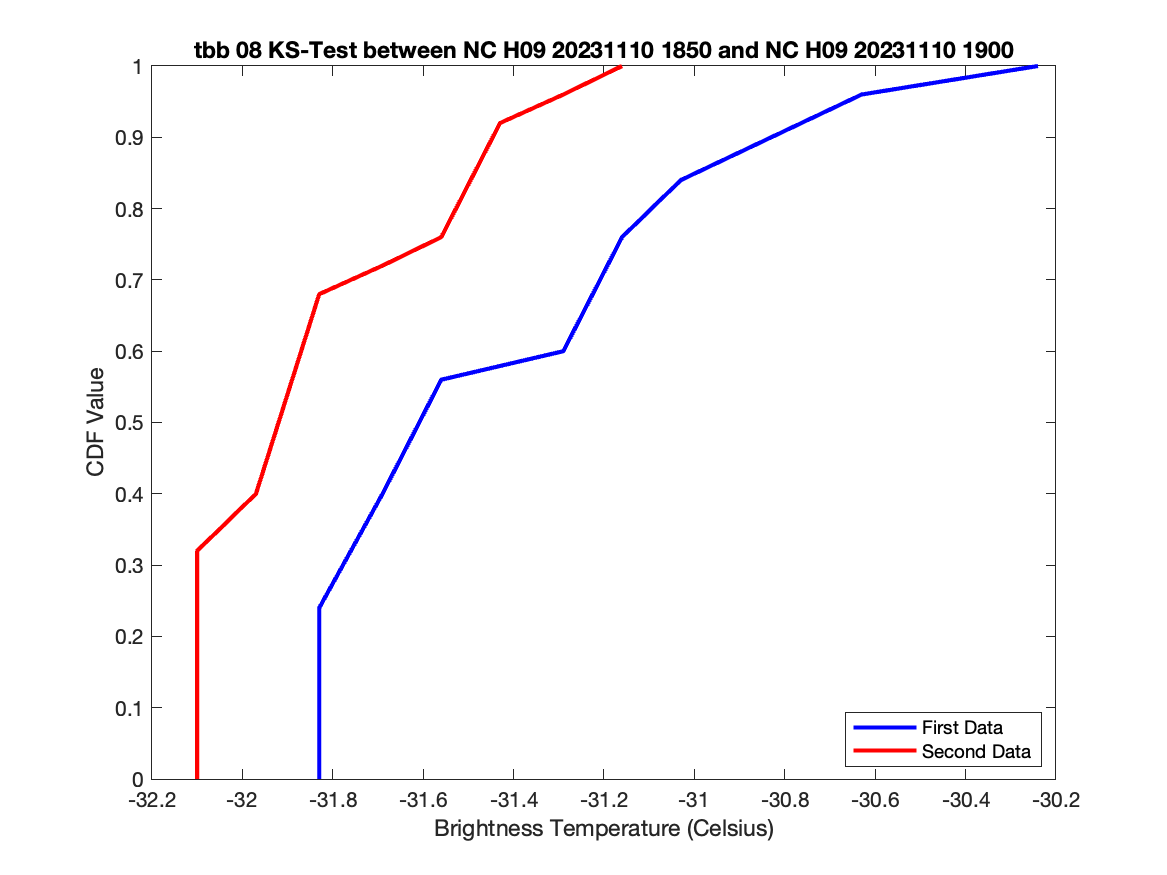 tbb 08 KS-Test between NC H09 20231110 1850 and NC H09 20231110 1900
1
0.9
0.8
0.7
0.6
0.5
0.4
0.3
0.2
0.1
0
CDF Value
First Data
Second Data
-32.2 -32 -31.8 -31.6 -31.4 -31.2 -31 -30.8 -30.6 -30.4 -30.2
Brightness Temperature (Celsius)